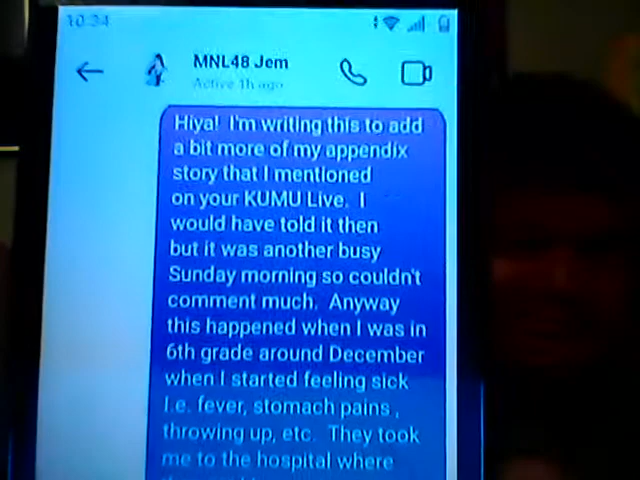 10:34
MNL48 Jem
Active 1h ago
Hiya! I'm writing this to add
a bit more of my appendix
story that I mentioned
on your KUMU Live. I
would have told it then
but it was another busy
Sunday morning so couldn't
comment much. Anyway
this happened when I was in
6th grade around December
when I started feeling sick
I.e. fever, stomach pains ,
throwing up, etc. They took
me to the hospital where